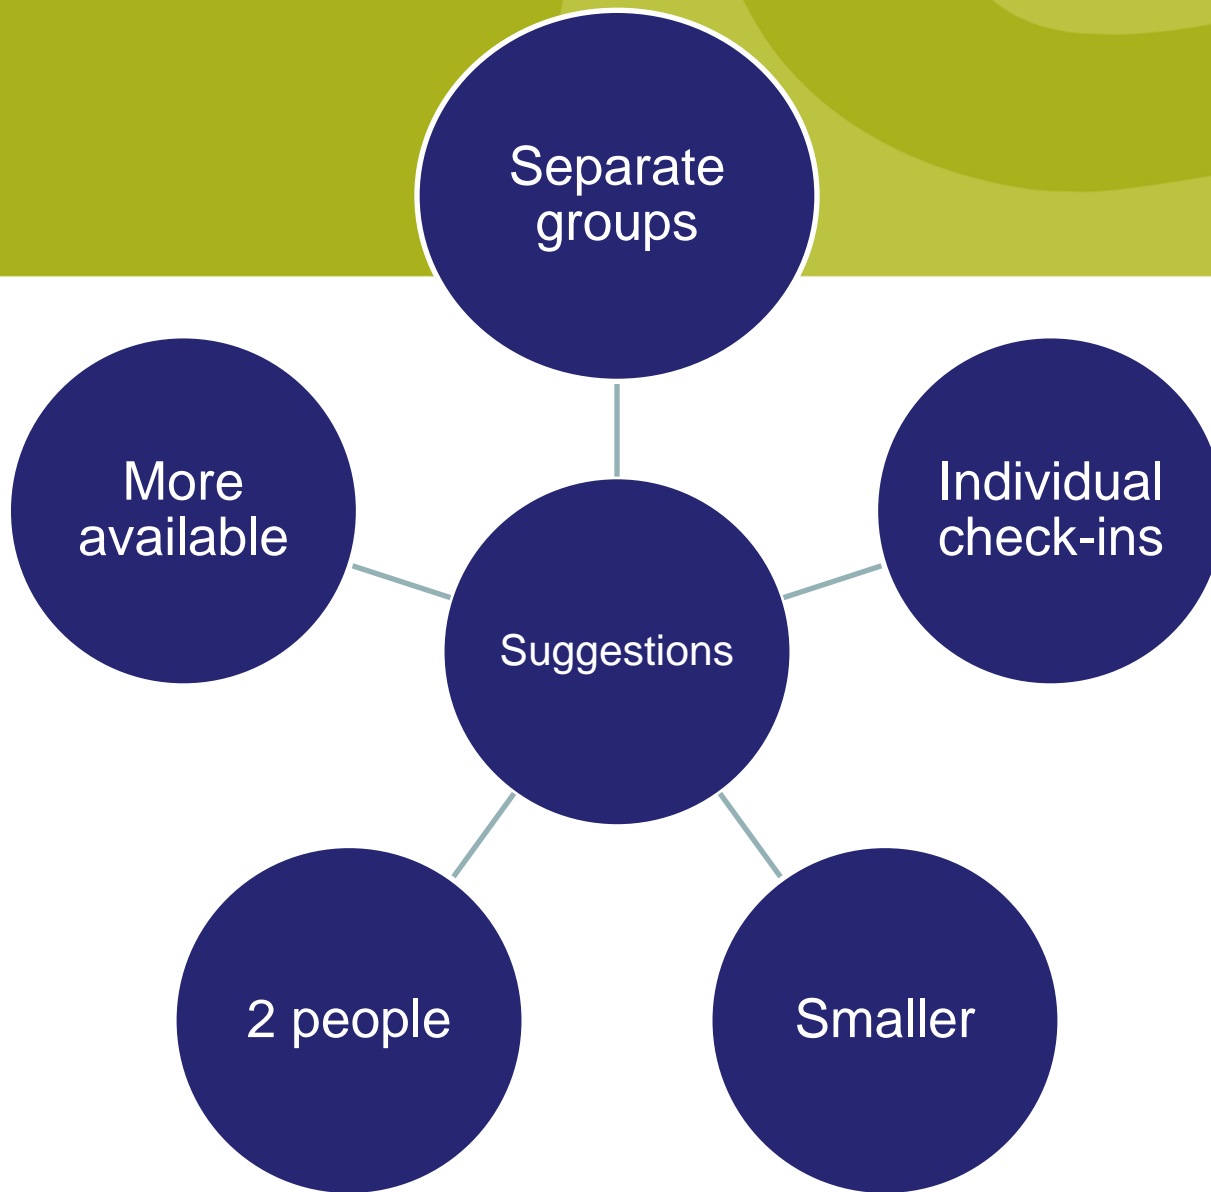 Separate
groups
More
available
Individual
check-ins
Suggestions
2 people
Smaller